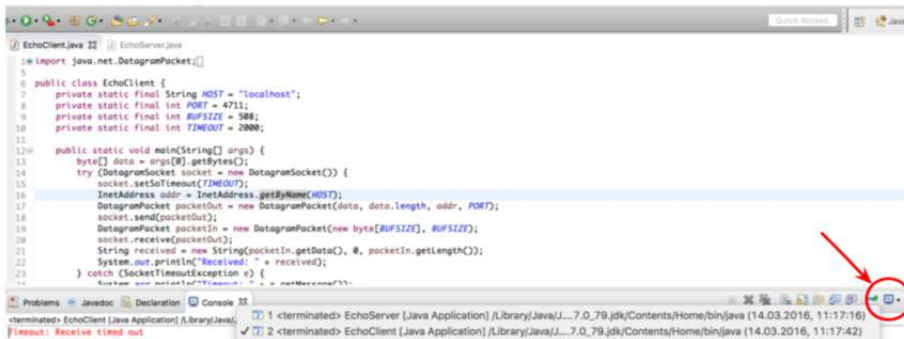 Quick Access
Java
EchoClient.java
EchoServer.java
1 import java.net.DatagramPacket;
5
6 public class EchoClient {
7 private static final String HOST = "localhost";
8 private static final int PORT = 4711;
9 private static final int BUFSIZE = 508;
10 private static final int TIMEOUT = 2000;
11
12 public static void main(String[] args) {
13 byte[] data = args[0].getBytes();
14 try (DatagramSocket socket = new DatagramSocket()) {
15 socket.setSoTimeout(TIMEOUT);
16 InetAddress addr = InetAddress.getByName(HOST);
17 DatagramPacket packetOut = new DatagramPacket(data, data.length, addr, PORT);
18 socket.send(packetOut);
19 DatagramPacket packetIn = new DatagramPacket(new byte[BUFSIZE], BUFSIZE);
20 socket.receive(packetOut);
21 String received = new String(packetIn.getData(), 0, packetIn.getLength());
22 System.out.println("Received: " + received);
23 } catch (SocketTimeoutException e) {
24 System.err.println("Timeout: " + e.getMessage());
Problems Javadoc Declaration Console
<terminated> EchoClient [Java Application] /Library/Java/J
1 <terminated> EchoServer [Java Application] /Library/Java/J....7.0_79.jdk/Contents/Home/bin/java (14.03.2016, 11:17:16)
✓ 2 <terminated> EchoClient [Java Application] /Library/Java/J....7.0_79.jdk/Contents/Home/bin/java (14.03.2016, 11:17:42)
Timeout: Receive timed out